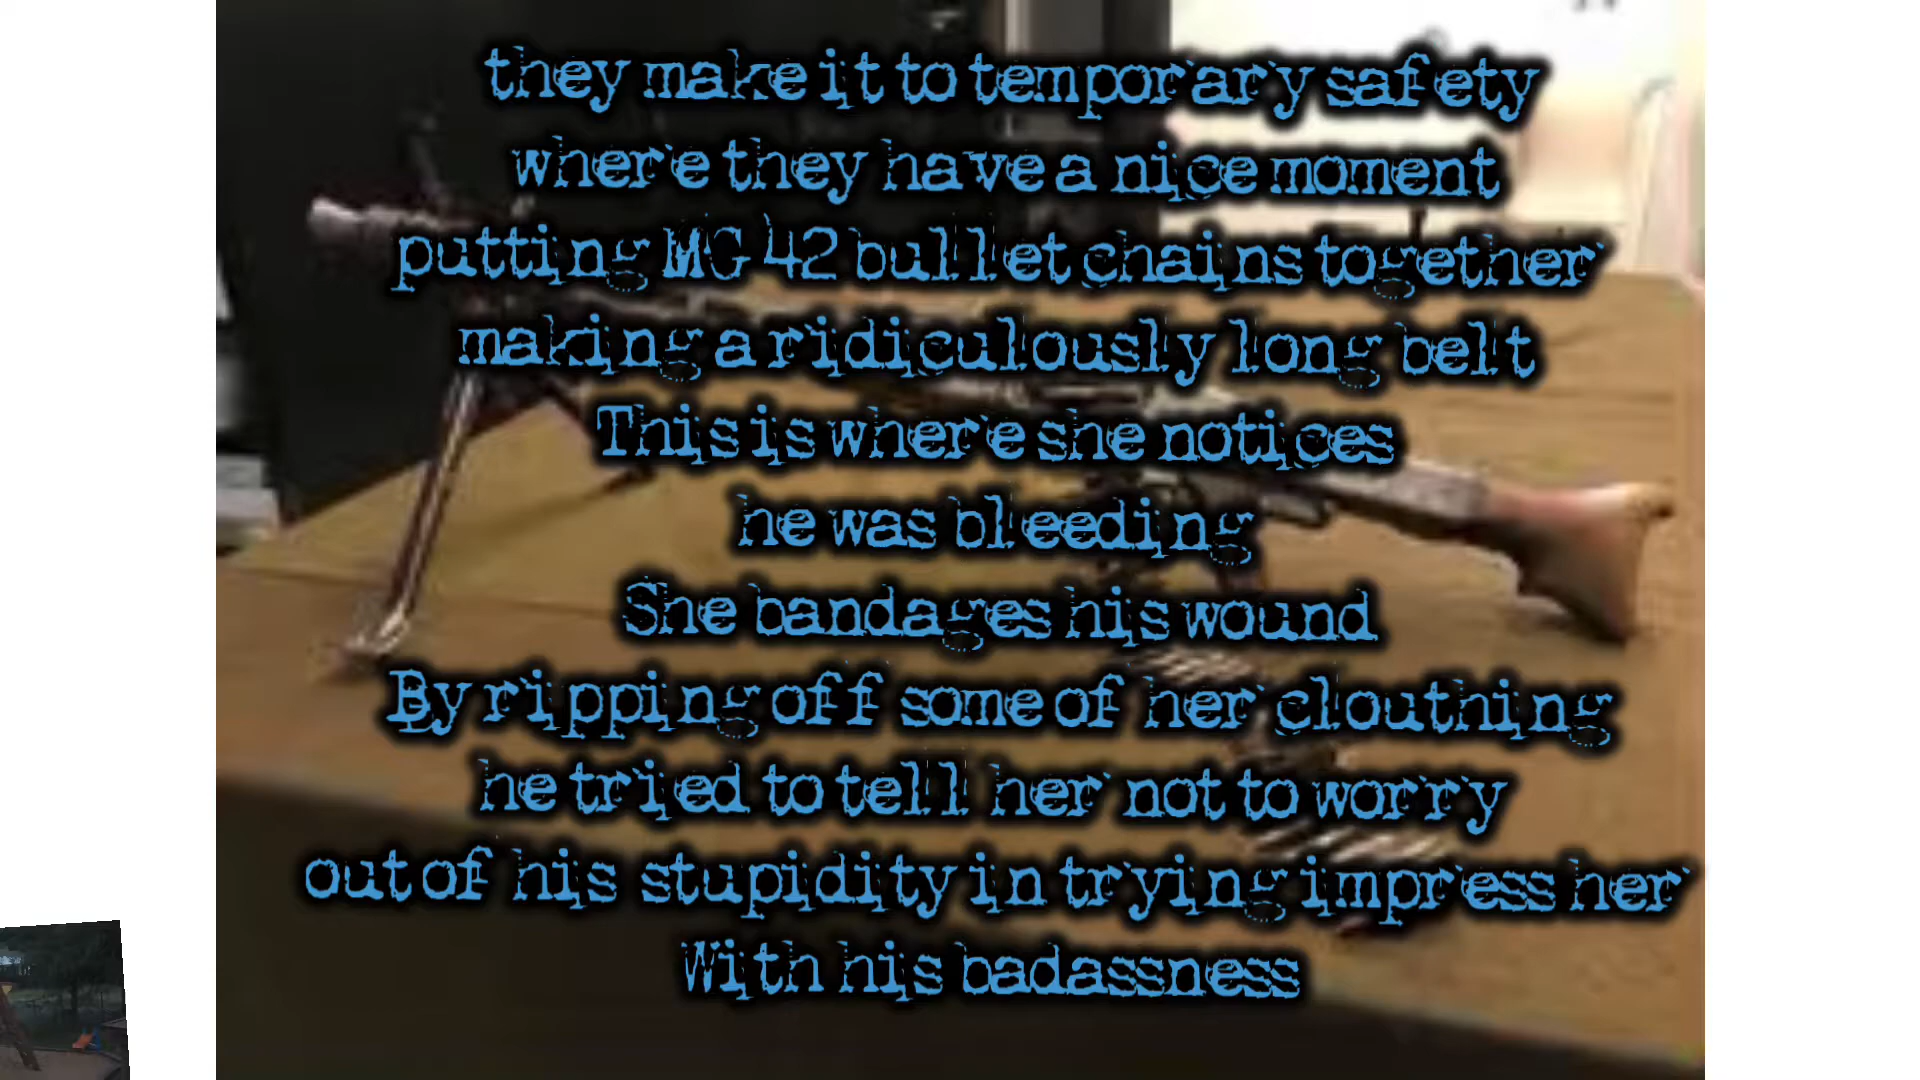 they make it to temporary safety
where they have a nice moment
putting MG 42 bullet chains together
making a ridiculously long belt
This is where she notices
he was bleeding
She bandages his wound
By ripping off some of her clouthing
he tried to tell her not to worry
out of his stupidity in trying impress her
With his badassness